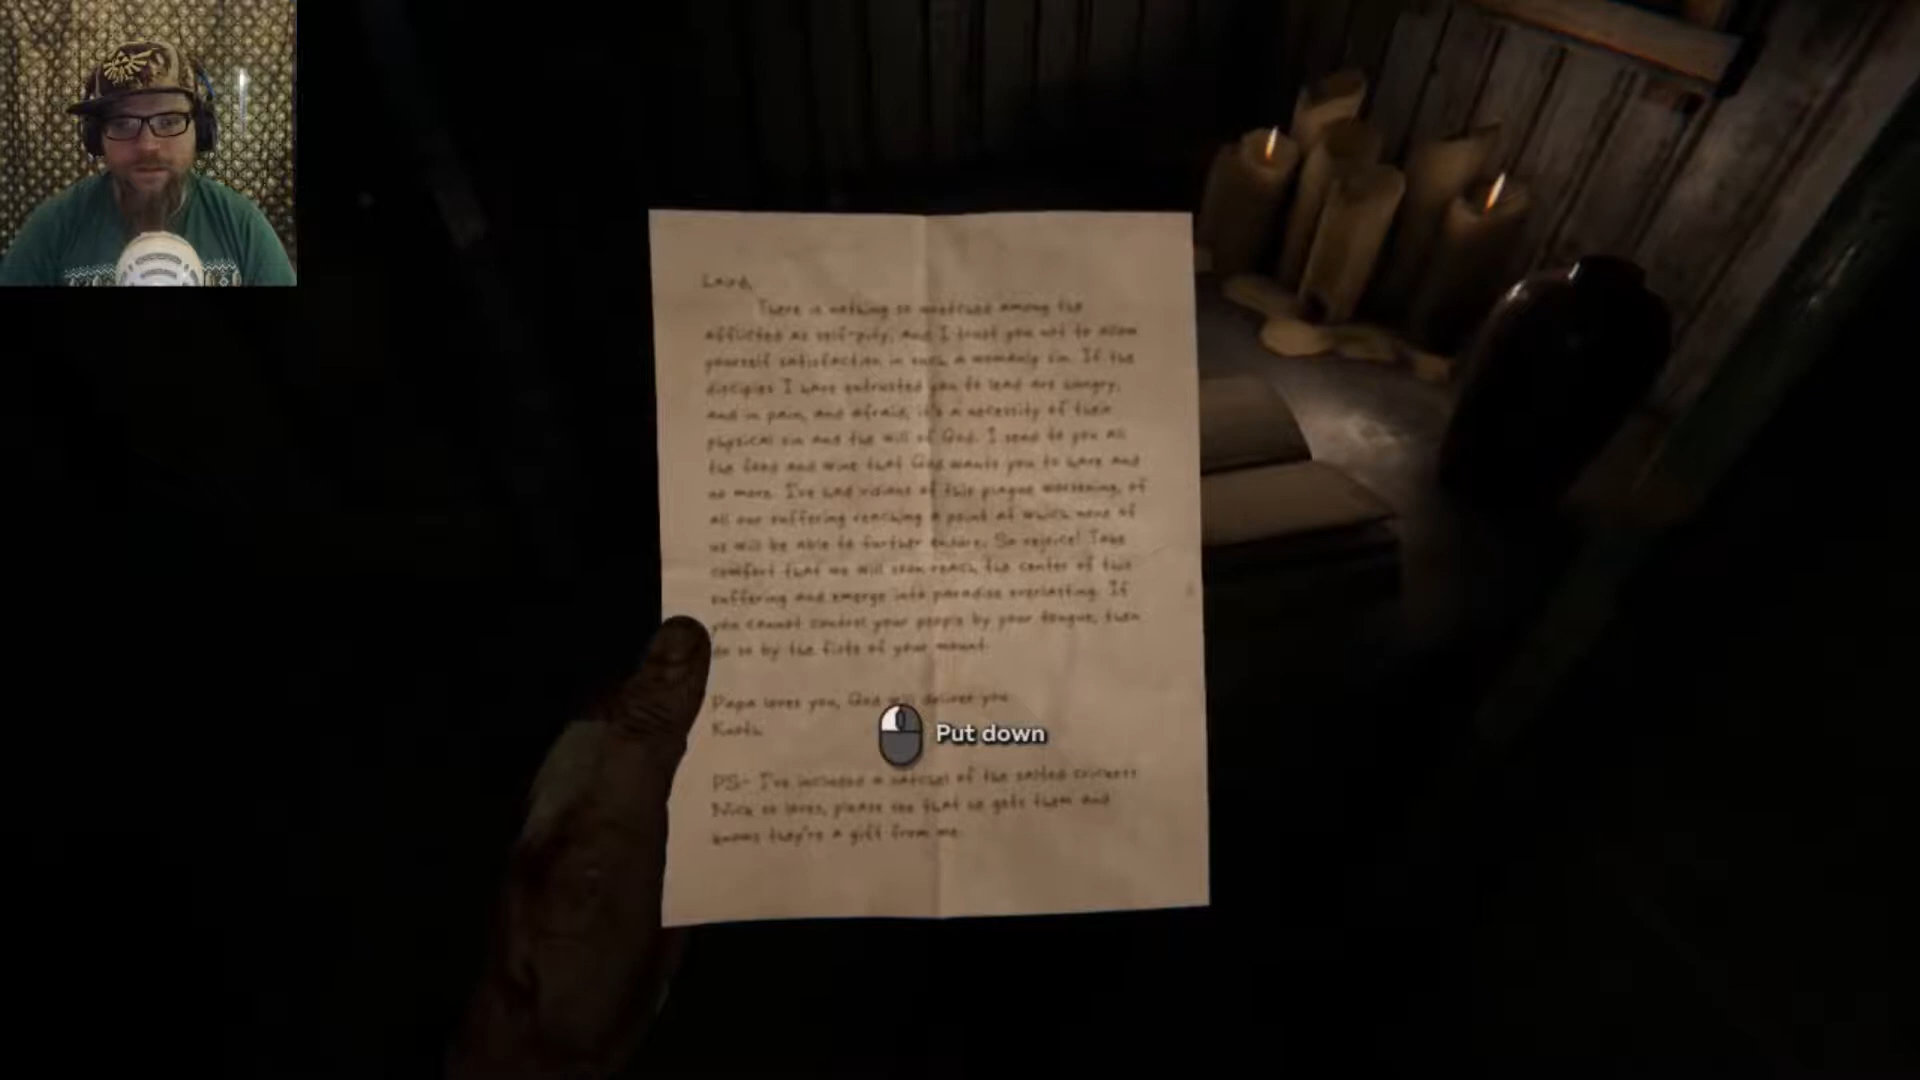 Laird,
There is nothing so wretched among the
afflicted as self-pity, and I trust you not to allow
yourself satisfaction in such a womanly sin. If the
disciples I have entrusted you to lead are hungry,
and in pain, and afraid, it's a necessity of their
physical sin and the will of God. I send to you all
the food and wine that God wants you to have and
no more. I've had visions of this plague worsening, of
all our suffering reaching a point at which none of
us will be able to further endure. So rejoice! Take
comfort that we will soon reach the center of this
suffering and emerge into paradise everlasting. If
you cannot control your people by your tongue, then
do so by the fists of your mount.
Papa loves you, God will deliver you
Knoth
Put down
PS- I've included a satchel of the salted crickets
Nick so loves, please see that he gets them and
knows they're a gift from me.